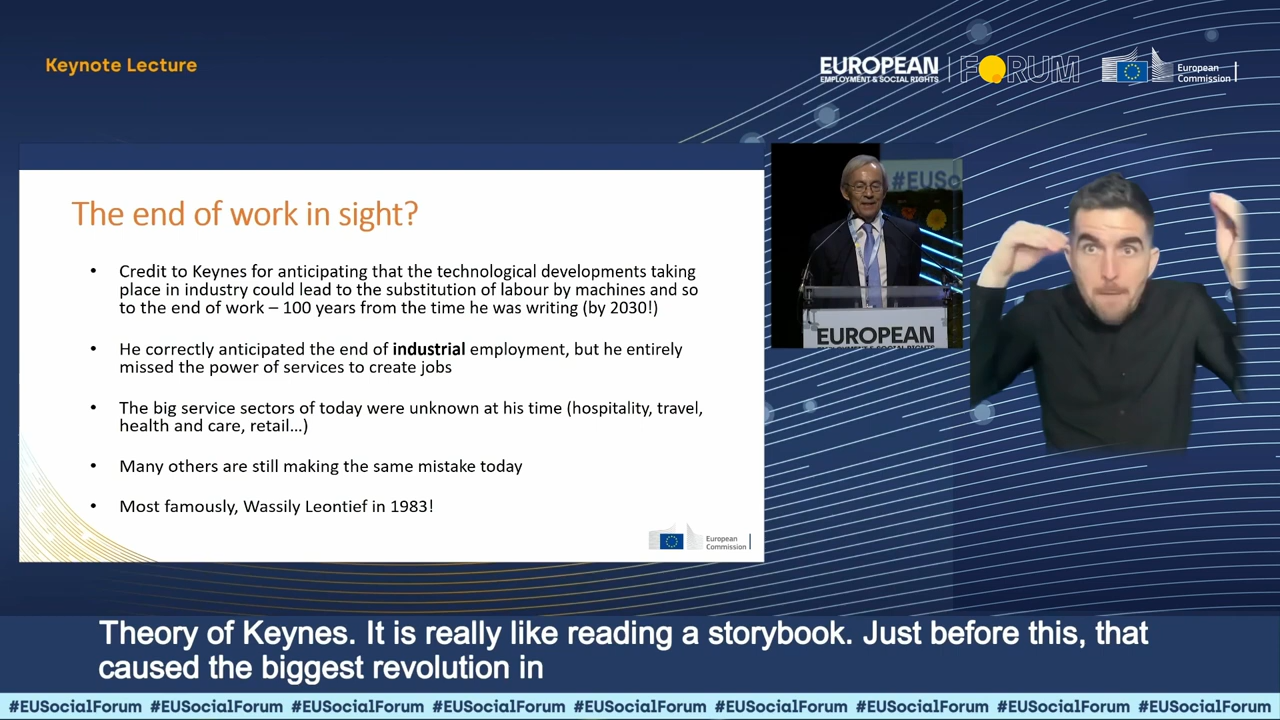 Keynote Lecture
EUROPEAN
EMPLOYMENT & SOCIAL RIGHTS
FORUM
European
Commission
#EUSo
EUROPEAN
The end of work in sight?
• Credit to Keynes for anticipating that the technological developments taking
place in industry could lead to the substitution of labour by machines and so
to the end of work – 100 years from the time he was writing (by 2030!)
• He correctly anticipated the end of industrial employment, but he entirely
missed the power of services to create jobs
• The big service sectors of today were unknown at his time (hospitality, travel,
health and care, retail...)
• Many others are still making the same mistake today
• Most famously, Wassily Leontief in 1983!
European
Commission
Theory of Keynes. It is really like reading a storybook. Just before this, that
caused the biggest revolution in
#EUSocialForum #EUSocialForum #EUSocialForum #EUSocialForum #EUSocialForum #EUSocialForum #EUSocialForum #EUSocialForum #EUSocialForum